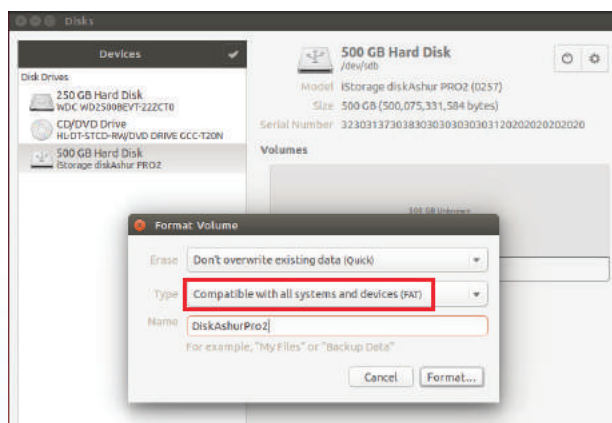 Disks
Devices
Disk Drives
250 GB Hard Disk
WDC WD2500BEVT-22ZCT0
CD/DVD Drive
HL-DT-STCD-RW/DVD DRIVE GCC-T20N
500 GB Hard Disk
iStorage diskAshur PRO2
500 GB Hard Disk
/dev/sdb
Model iStorage diskAshur PRO2 (0257)
Size 500 GB (500,075,331,584 bytes)
Serial Number
Volumes
500 GB Unknown
Format Volume
Erase Don't overwrite existing data (Quick)
Type Compatible with all systems and devices (FAT)
Name DiskAshurPro2
For example, "My Files" or "Backup Data"
Cancel Format...